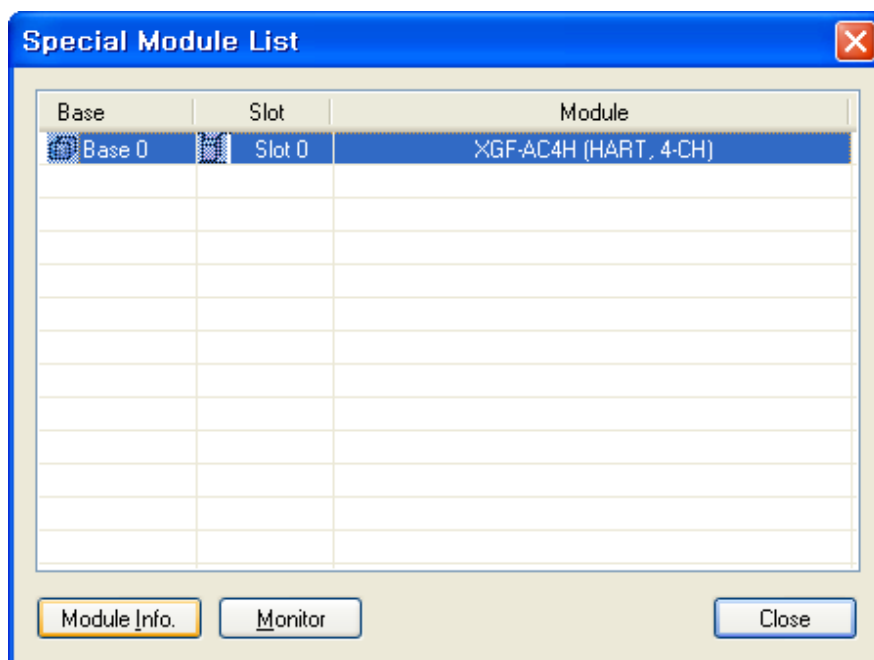 Special Module List
Base Slot Module
Base 0 Slot 0 XGF-AC4H (HART, 4-CH)
Module Info. Monitor Close